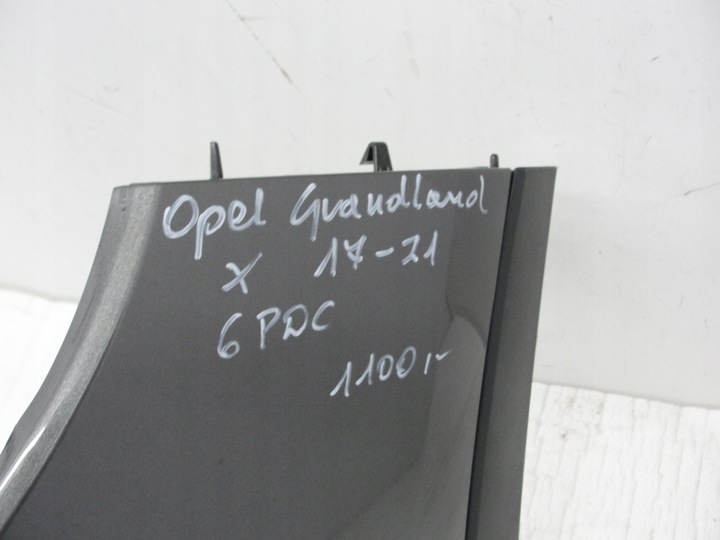 Opel Grandland
X 17-21
6 PDC
1100,-